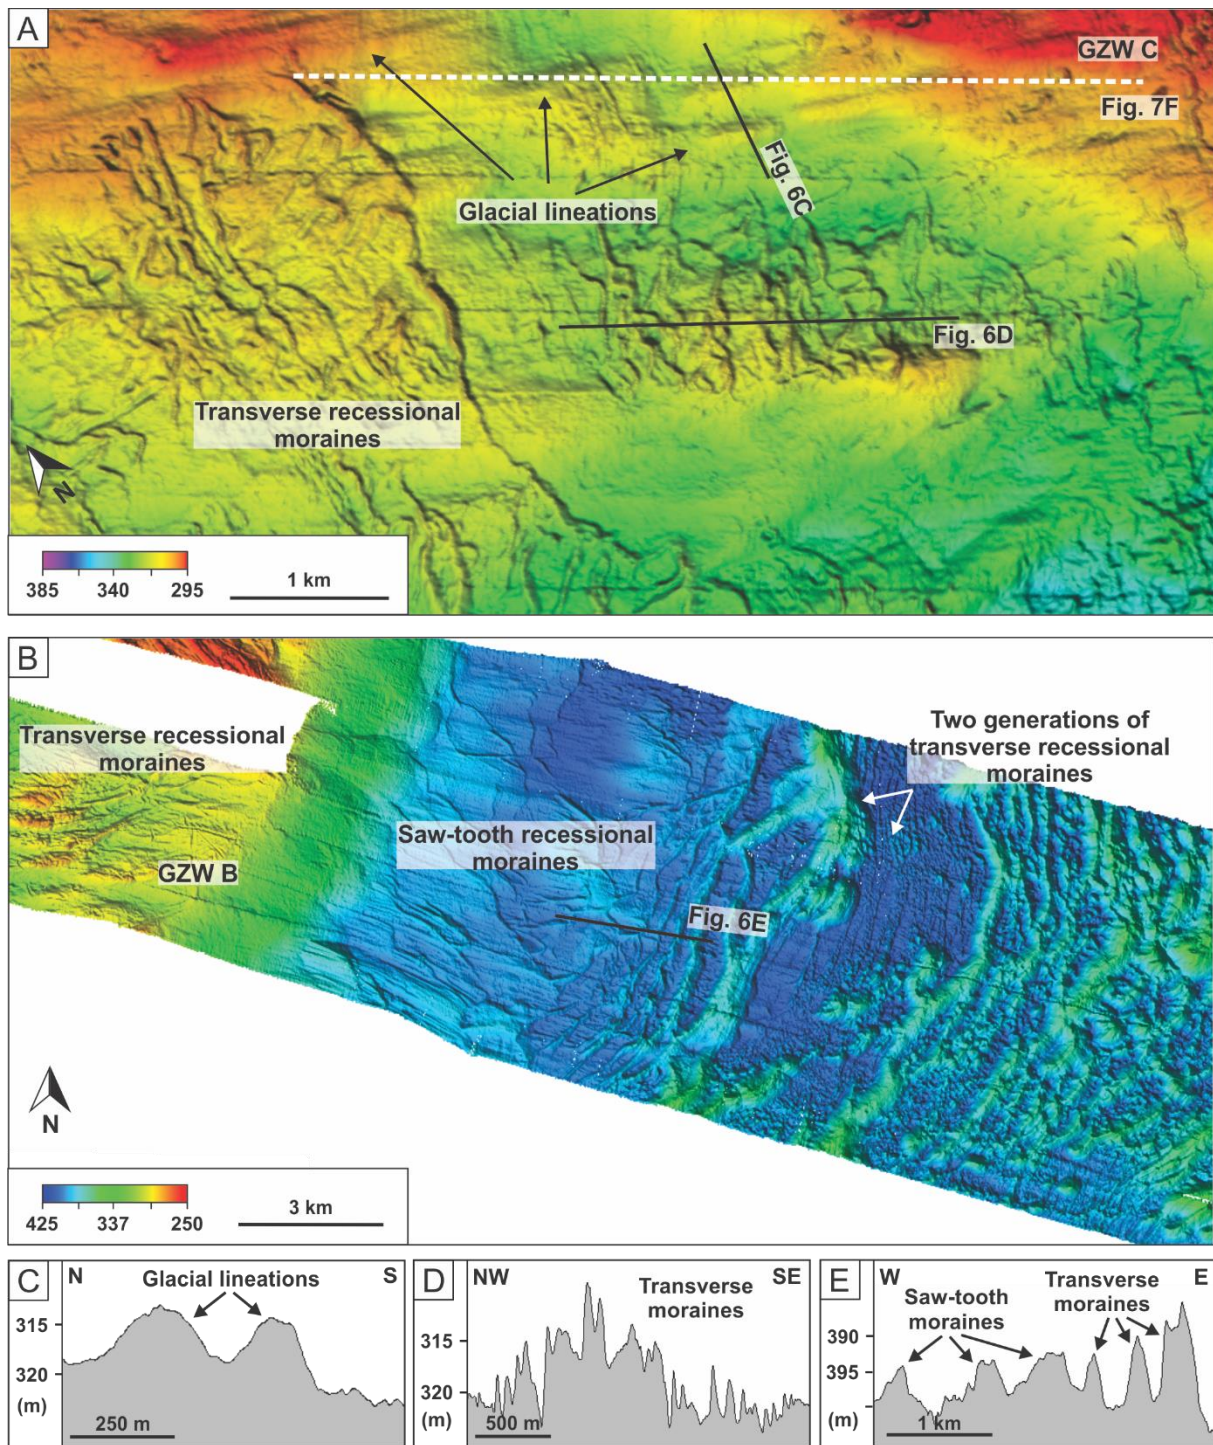 A
GZW C
Fig. 7F
Fig. 6C
Glacial lineations
Fig. 6D
Transverse recessional
moraines
N
385 340 295
1 km
B
Transverse recessional
moraines
Two generations of
transverse recessional
moraines
Saw-tooth recessional
moraines
GZW B
Fig. 6E
N
425 337 250
3 km
C
N
Glacial lineations
S
315
320
(m)
250 m
D
NW
SE
Transverse
moraines
315
320
(m)
500 m
E
W
E
Transverse
moraines
Saw-tooth
moraines
390
395
(m)
1 km